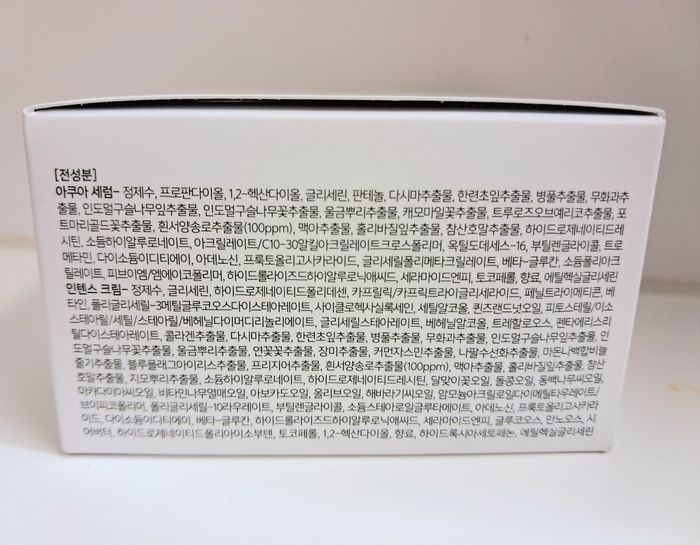 [전성분]
아쿠아 세럼- 정제수, 프로판다이올, 1,2-헥산다이올, 글리세린, 판테놀, 다시마추출물, 한련초잎추출물, 병풀추출물, 무화과추
출물, 인도멀구슬나무잎추출물, 인도멀구슬나무꽃추출물, 울금뿌리추출물, 캐모마일꽃추출물, 트루로즈오브예리코추출물, 포
트마리골드꽃추출물, 흰서양송로추출물(100ppm), 맥아추출물, 홀리바질잎추출물, 참산호말추출물, 하이드로제네이티드레
시틴, 소듐하이알루로네이트, 아크릴레이트/C10-30알킬아크릴레이트크로스폴리머, 옥틸도데세스-16, 부틸렌글라이콜, 트로
메타민, 다이소듐이디티에이, 아데노신, 프룩토올리고사카라이드, 글리세릴폴리메타크릴레이트, 베타-글루칸, 소듐폴리아크
릴레이트, 피브이엠/엠에이코폴리머, 하이드롤라이즈드하이알루로닉애씨드, 세라마이드엔피, 토코페롤, 향료, 에틸헥실글리세린
인텐스 크림- 정제수, 글리세린, 하이드로제네이티드폴리데센, 카프릴릭/카프릭트라이글리세라이드, 페닐트라이메티콘, 베
타인, 폴리글리세릴-3메틸글루코오스다이스테아레이트, 사이클로헥사실록세인, 세틸알코올, 퀸즈랜드넛오일, 피토스테릴/이소
스테아릴/세틸/스테아릴/베헤닐다이머디리놀리에이트, 글리세릴스테아레이트, 베헤닐알코올, 트레할로오스, 펜타에리스리
틸다이스테아레이트, 콜라겐추출물, 다시마추출물, 한련초잎추출물, 병풀추출물, 무화과추출물, 인도멀구슬나무잎추출물, 인
도멀구슬나무꽃추출물, 울금뿌리추출물, 연꽃꽃추출물, 장미추출물, 커먼자스민추출물, 나팔수선화추출물, 마돈나백합비늘
줄기추출물, 블루플래그아이리스추출물, 프리지어추출물, 흰서양송로추출물(100ppm), 맥아추출물, 홀리바질잎추출물, 참산
호말추출물, 지모뿌리추출물, 소듐하이알루로네이트, 하이드로제네이티드레시틴, 달맞이꽃오일, 돌콩오일, 동백나무씨오일,
마카다미아씨오일, 비타민나무열매오일, 아보카도오일, 올리브오일, 해바라기씨오일, 암모늄아크릴로일다이메틸타우레이트/
브이피코폴리머, 폴리글리세릴-10라우레이트, 부틸렌글라이콜, 소듐스테아로일글루타메이트, 아데노신, 프룩토올리고사카라
이드, 다이소듐이디티에이, 베타-글루칸, 하이드롤라이즈드하이알루로닉애씨드, 세라마이드엔피, 글루코오스, 만노오스, 시
어버터, 하이드로제네이티드폴리아이소부텐, 토코페롤, 1,2-헥산다이올, 향료, 하이드록시아세토페논, 에틸헥실글리세린